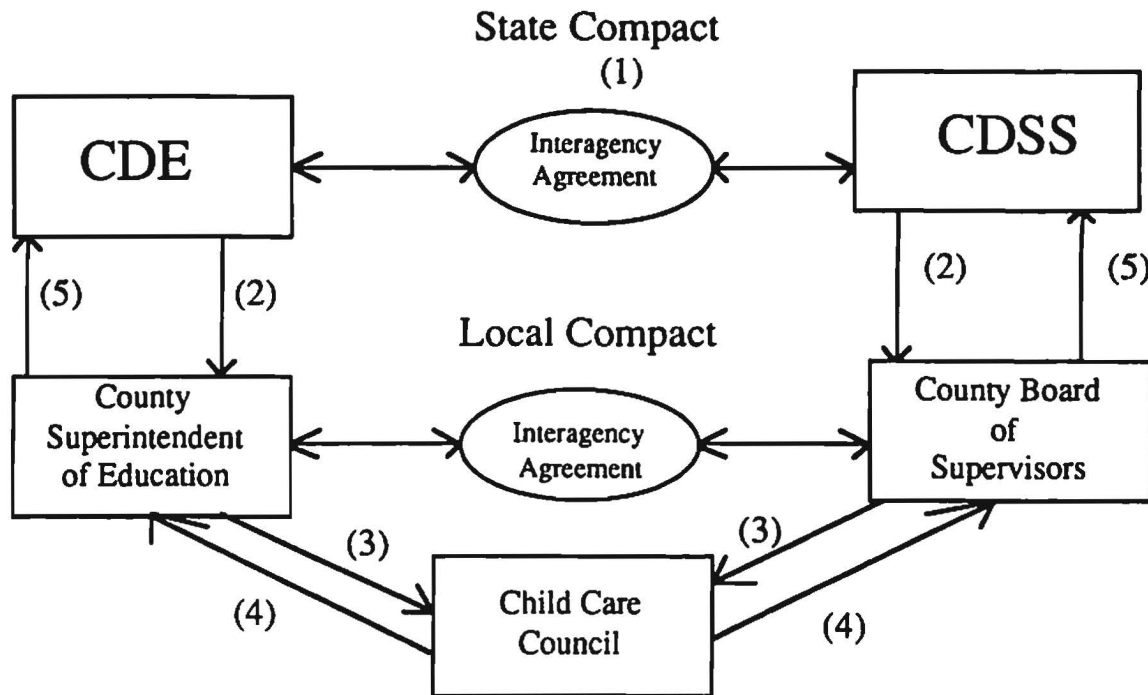 State Compact
(1)
CDE
Interagency
Agreement
CDSS
(5)
(2)
(2)
(5)
Local Compact
County
Superintendent
of Education
Interagency
Agreement
County Board
of
Supervisors
(3)
(3)
(4)
(4)
Child Care
Council